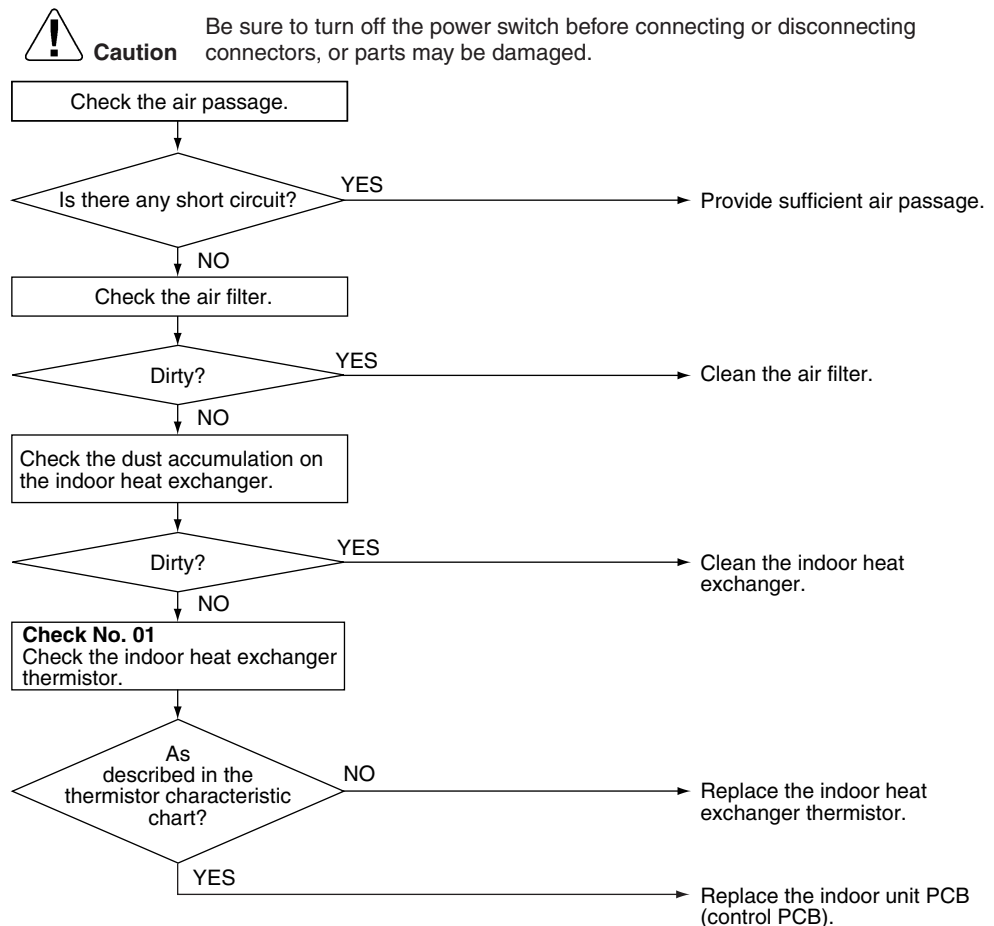 Be sure to turn off the power switch before connecting or disconnecting
Caution connectors, or parts may be damaged.
Check the air passage.
Is there any short circuit?
YES
Provide sufficient air passage.
NO
Check the air filter.
Dirty?
YES
Clean the air filter.
NO
Check the dust accumulation on
the indoor heat exchanger.
Dirty?
YES
Clean the indoor heat
exchanger.
NO
Check No. 01
Check the indoor heat exchanger
thermistor.
As
described in the
thermistor characteristic
chart?
NO
Replace the indoor heat
exchanger thermistor.
YES
Replace the indoor unit PCB
(control PCB).